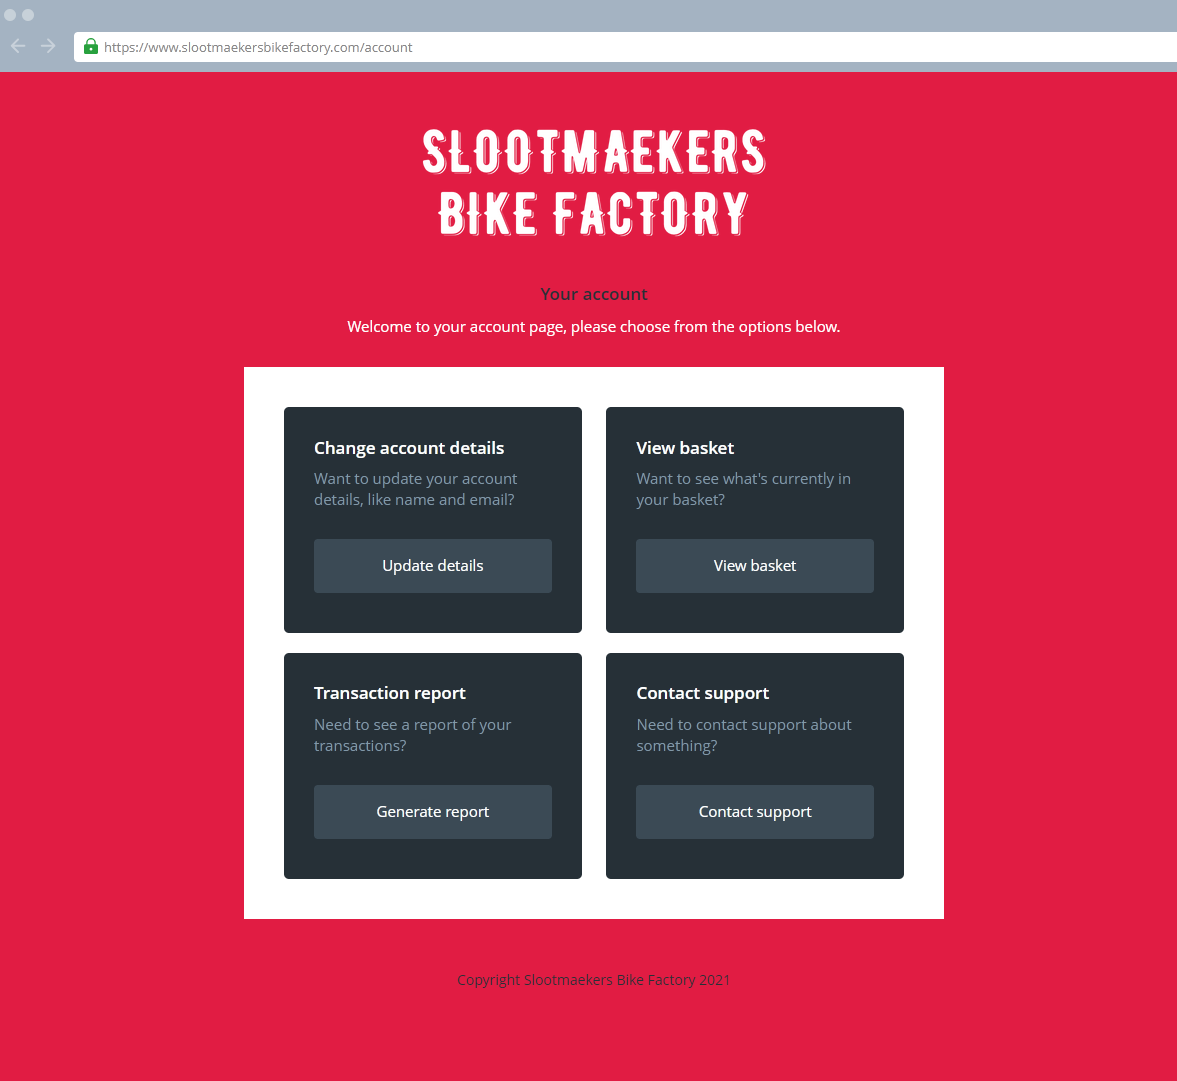 https://www.slootmaekersbikefactory.com/account
SLOOTMAEKERS
BIKE FACTORY
Your account
Welcome to your account page, please choose from the options below.
Change account details
Want to update your account
details, like name and email?
Update details
View basket
Want to see what's currently in
your basket?
View basket
Transaction report
Need to see a report of your
transactions?
Generate report
Contact support
Need to contact support about
something?
Contact support
Copyright Slootmaekers Bike Factory 2021